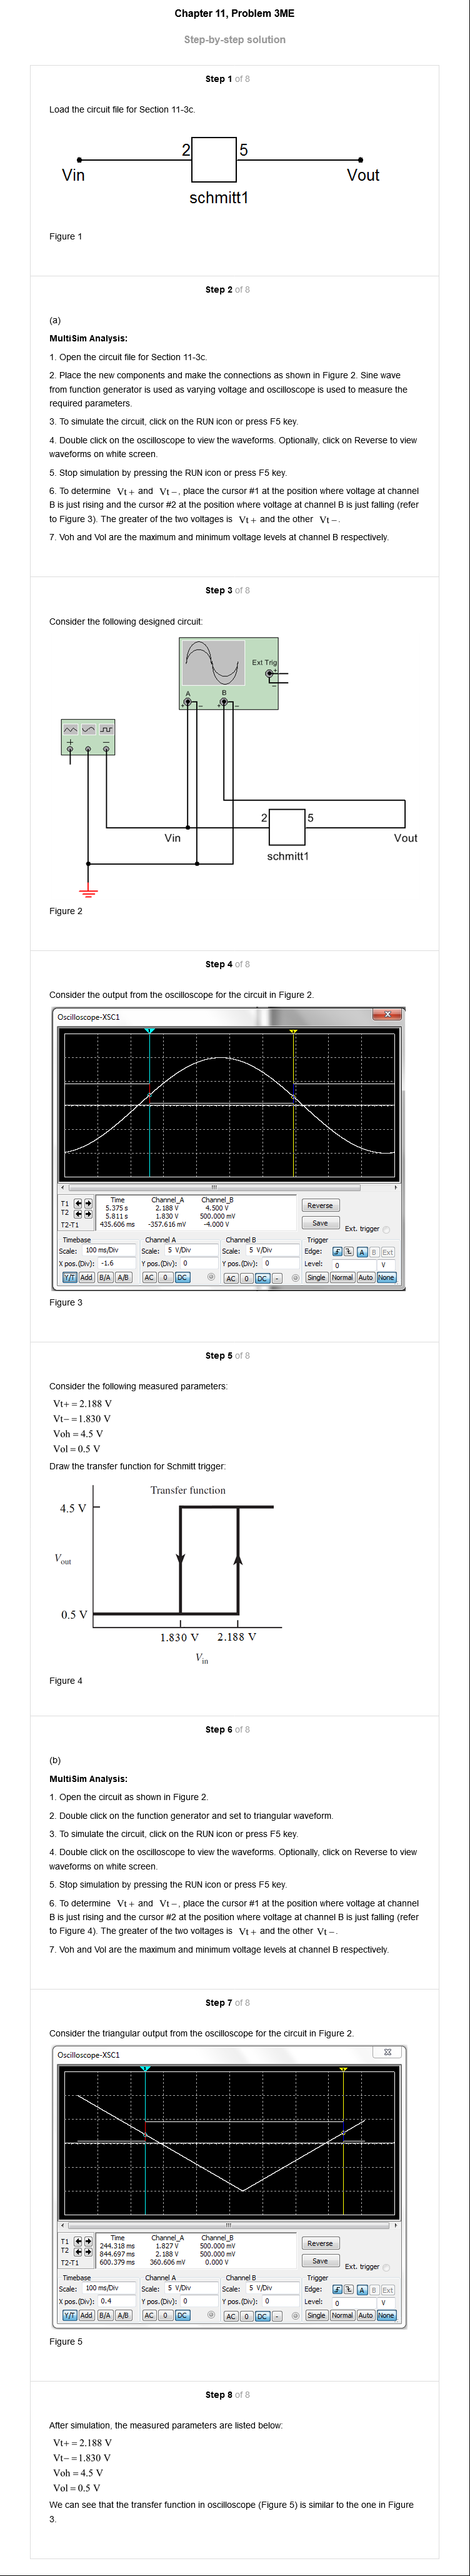 Chapter 11, Problem 3ME
Step-by-step solution
Step 1 of 8
Load the circuit file for Section 11-3c.
2
5
Vin
Vout
schmitt1
Figure 1
Step 2 of 8
(a)
MultiSim Analysis:
1. Open the circuit file for Section 11-3c.
2. Place the new components and make the connections as shown in Figure 2. Sine wave
from function generator is used as varying voltage and oscilloscope is used to measure the
required parameters.
3. To simulate the circuit, click on the RUN icon or press F5 key.
4. Double click on the oscilloscope to view the waveforms. Optionally, click on Reverse to view
waveforms on white screen.
5. Stop simulation by pressing the RUN icon or press F5 key.
6. To determine Vt+ and Vt−, place the cursor #1 at the position where voltage at channel
B is just rising and the cursor #2 at the position where voltage at channel B is just falling (refer
to Figure 3). The greater of the two voltages is Vt+ and the other Vt−.
7. Voh and Vol are the maximum and minimum voltage levels at channel B respectively.
Step 3 of 8
Consider the following designed circuit:
Ext Trig
+
−
A
B
+ −
+ −
+ −
2
5
Vin
Vout
schmitt1
Figure 2
Step 4 of 8
Consider the output from the oscilloscope for the circuit in Figure 2.
Oscilloscope-XSC1
Time Channel_A Channel_B
T1 5.375 s 2.188 V 4.500 V
T2 5.811 s 1.830 V 500.000 mV
T2-T1 435.606 ms -357.616 mV -4.000 V
Reverse
Save
Ext. trigger
Timebase Channel A Channel B Trigger
Scale: 100 ms/Div Scale: 5 V/Div Scale: 5 V/Div Edge: A B Ext
X pos.(Div): -1.6 Y pos.(Div): 0 Y pos.(Div): 0 Level: 0 V
Y/T Add B/A A/B AC 0 DC AC 0 DC - Single Normal Auto None
Figure 3
Step 5 of 8
Consider the following measured parameters:
Vt+ = 2.188 V
Vt− = 1.830 V
Voh = 4.5 V
Vol = 0.5 V
Draw the transfer function for Schmitt trigger:
Transfer function
4.5 V
Vout
0.5 V
1.830 V 2.188 V
Vin
Figure 4
Step 6 of 8
(b)
MultiSim Analysis:
1. Open the circuit as shown in Figure 2.
2. Double click on the function generator and set to triangular waveform.
3. To simulate the circuit, click on the RUN icon or press F5 key.
4. Double click on the oscilloscope to view the waveforms. Optionally, click on Reverse to view
waveforms on white screen.
5. Stop simulation by pressing the RUN icon or press F5 key.
6. To determine Vt+ and Vt−, place the cursor #1 at the position where voltage at channel
B is just rising and the cursor #2 at the position where voltage at channel B is just falling (refer
to Figure 4). The greater of the two voltages is Vt+ and the other Vt−.
7. Voh and Vol are the maximum and minimum voltage levels at channel B respectively.
Step 7 of 8
Consider the triangular output from the oscilloscope for the circuit in Figure 2.
Oscilloscope-XSC1
Time Channel_A Channel_B
T1 244.318 ms 1.827 V 500.000 mV
T2 844.697 ms 2.188 V 500.000 mV
T2-T1 600.379 ms 360.606 mV 0.000 V
Reverse
Save
Ext. trigger
Timebase Channel A Channel B Trigger
Scale: 100 ms/Div Scale: 5 V/Div Scale: 5 V/Div Edge: A B Ext
X pos.(Div): 0.4 Y pos.(Div): 0 Y pos.(Div): 0 Level: 0 V
Y/T Add B/A A/B AC 0 DC AC 0 DC - Single Normal Auto None
Figure 5
Step 8 of 8
After simulation, the measured parameters are listed below:
Vt+ = 2.188 V
Vt− = 1.830 V
Voh = 4.5 V
Vol = 0.5 V
We can see that the transfer function in oscilloscope (Figure 5) is similar to the one in Figure
3.